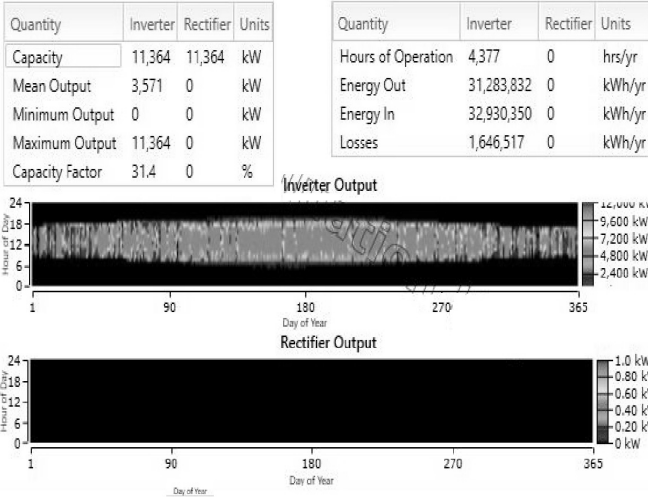 Quantity Inverter Rectifier Units
Capacity 11,364 11,364 kW
Mean Output 3,571 0 kW
Minimum Output 0 0 kW
Maximum Output 11,364 0 kW
Capacity Factor 31.4 0 %
Quantity Inverter Rectifier Units
Hours of Operation 4,377 0 hrs/yr
Energy Out 31,283,832 0 kWh/yr
Energy In 32,930,350 0 kWh/yr
Losses 1,646,517 0 kWh/yr
Inverter Output
Hour of Day
24
18
12
6
0
1 90 180 270 365
Day of Year
12,000 kW
9,600 kW
7,200 kW
4,800 kW
2,400 kW
Rectifier Output
Hour of Day
24
18
12
6
0
1 90 180 270 365
Day of Year
1.0 kW
0.80 k
0.60 k
0.40 k
0.20 k
0 kW
Day of Year